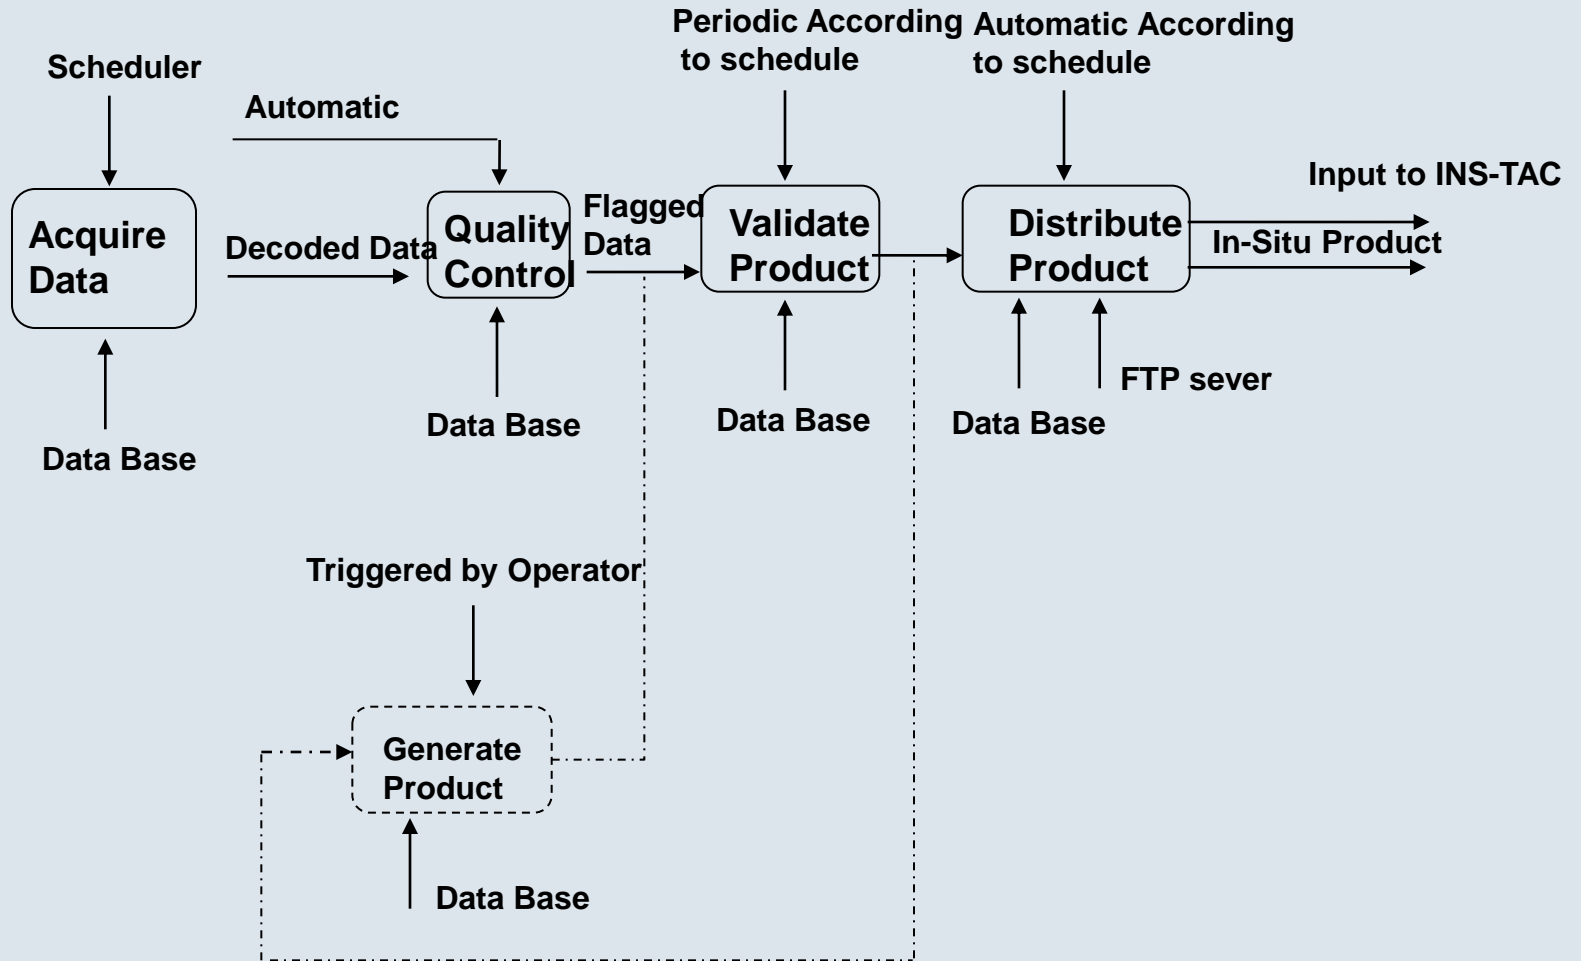 Periodic According
to schedule
Automatic According
to schedule
Scheduler
Automatic
Input to INS-TAC
Acquire
Data
Decoded Data
Quality
Control
Flagged
Data
Validate
Product
Distribute
Product
In-Situ Product
FTP sever
Data Base
Data Base
Data Base
Data Base
Triggered by Operator
Generate
Product
Data Base